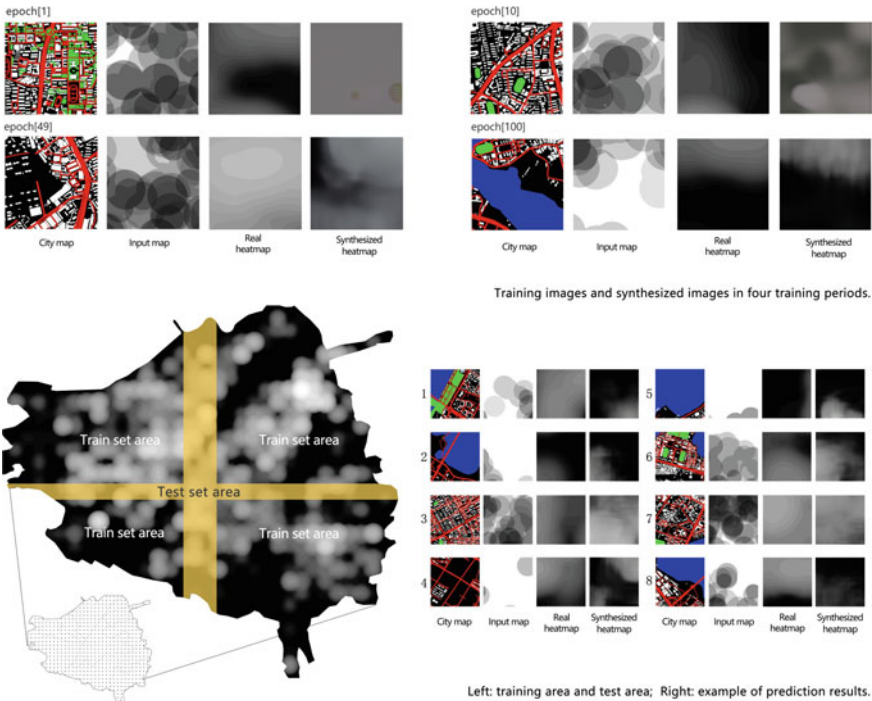 epoch[1]
epoch[10]
epoch[49]
epoch[100]
City map
Input map
Real heatmap
Synthesized heatmap
City map
Input map
Real heatmap
Synthesized heatmap
Training images and synthesized images in four training periods.
Train set area
Train set area
Test set area
Train set area
Train set area
1
2
3
4
5
6
7
8
City map
Input map
Real heatmap
Synthesized heatmap
City map
Input map
Real heatmap
Synthesized heatmap
Left: training area and test area; Right: example of prediction results.